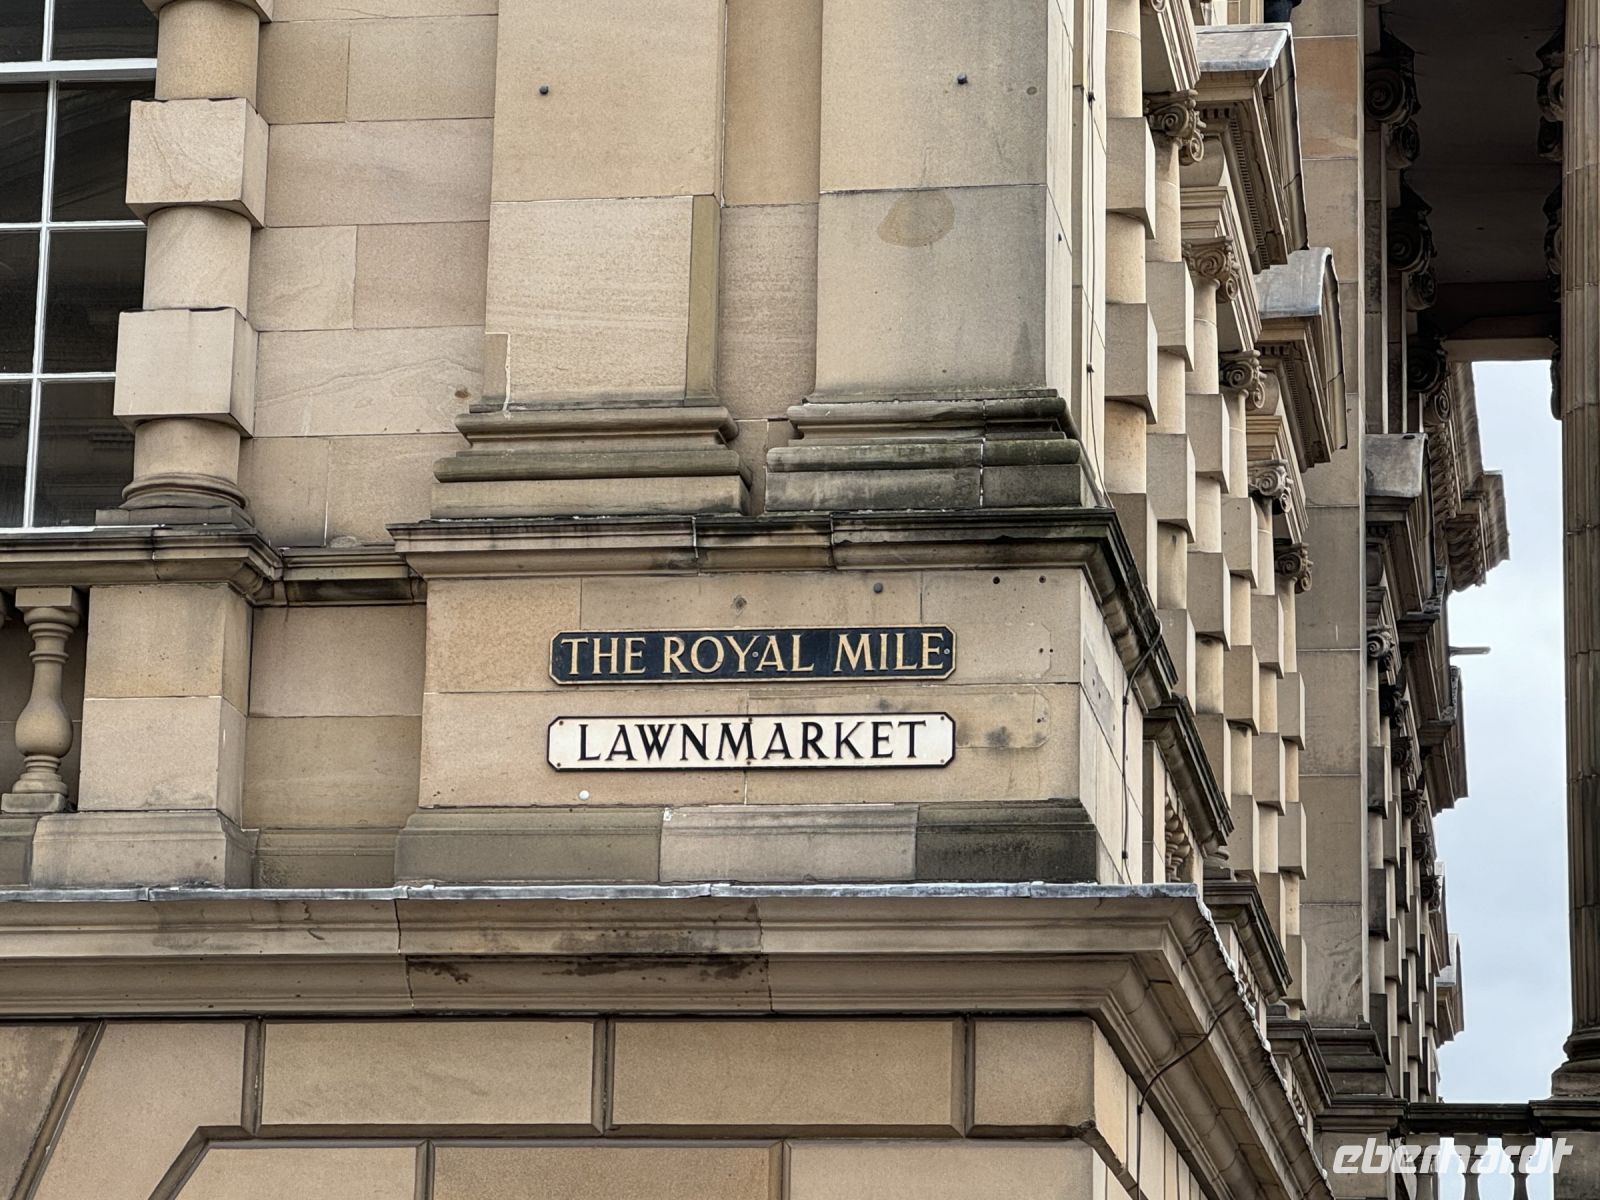 THE ROYAL MILE
LAWNMARKET
eberhardt